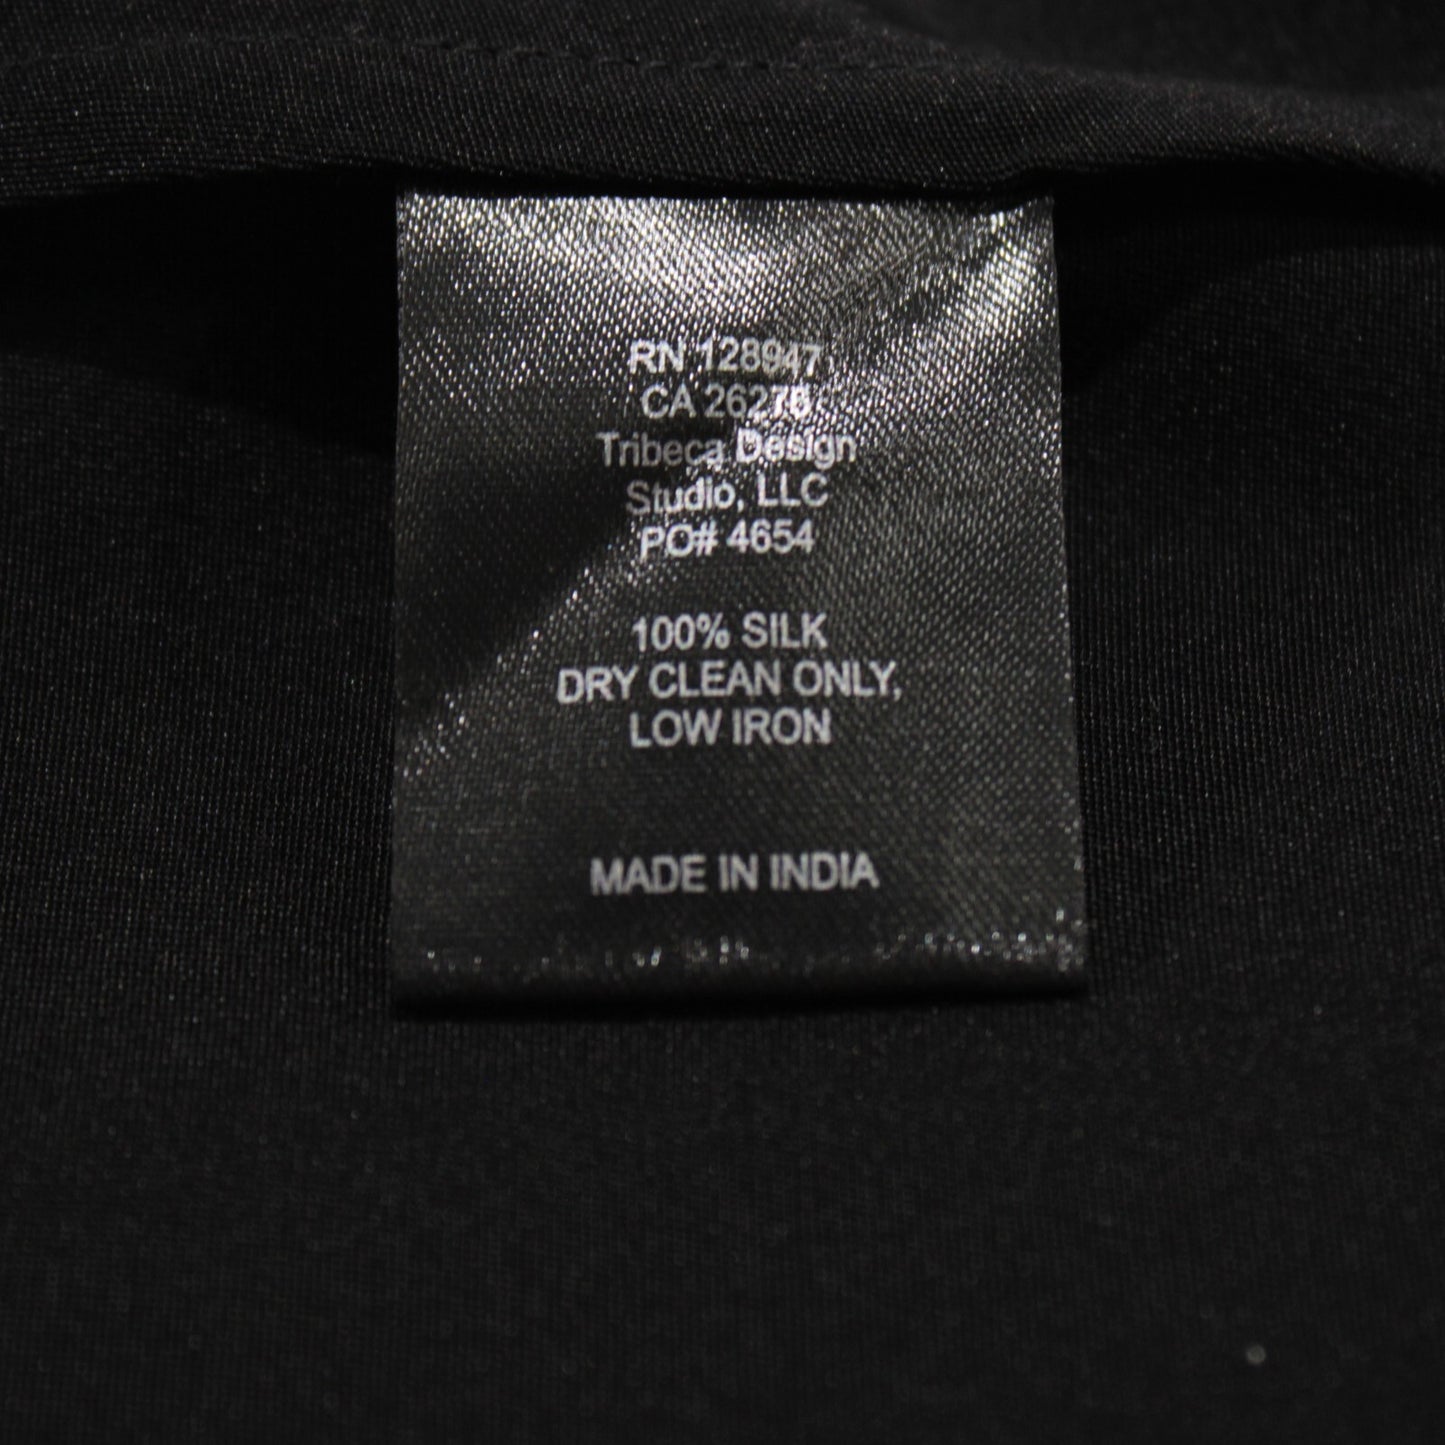 RN 128947
CA 26276
Tribeca Design
Studio, LLC
PO# 4654
100% SILK
DRY CLEAN ONLY,
LOW IRON
MADE IN INDIA